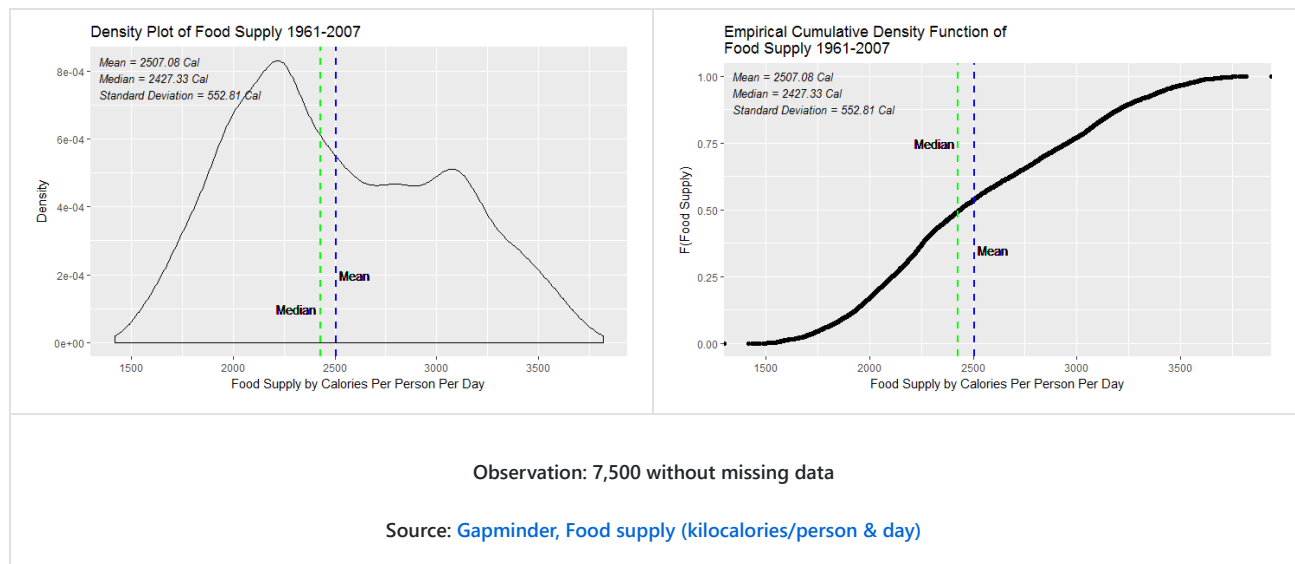 Density Plot of Food Supply 1961-2007
Mean = 2507.08 Cal
Median = 2427.33 Cal
Standard Deviation = 552.81 Cal
8e-04
6e-04
4e-04
2e-04
0e+00
Density
Mean
Median
1500
2000
2500
3000
3500
Food Supply by Calories Per Person Per Day
Empirical Cumulative Density Function of
Food Supply 1961-2007
Mean = 2507.08 Cal
Median = 2427.33 Cal
Standard Deviation = 552.81 Cal
1.00
0.75
0.50
0.25
0.00
F(Food Supply)
Median
Mean
1500
2000
2500
3000
3500
Food Supply by Calories Per Person Per Day
Observation: 7,500 without missing data
Source: Gapminder, Food supply (kilocalories/person & day)